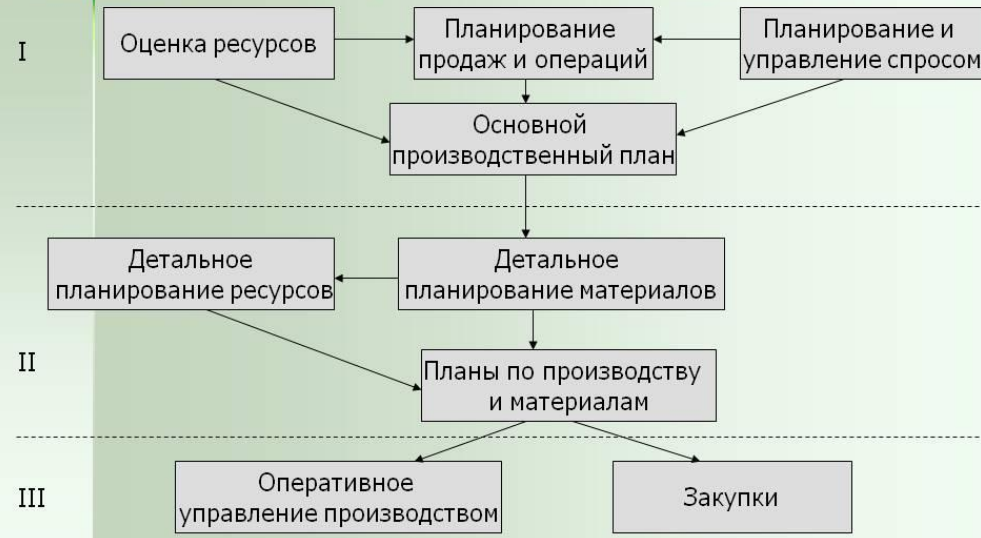 I
Оценка ресурсов
Планирование
продаж и операций
Планирование и
управление спросом
Основной
производственный план
Детальное
планирование ресурсов
Детальное
планирование материалов
II
Планы по производству
и материалам
III
Оперативное
управление производством
Закупки